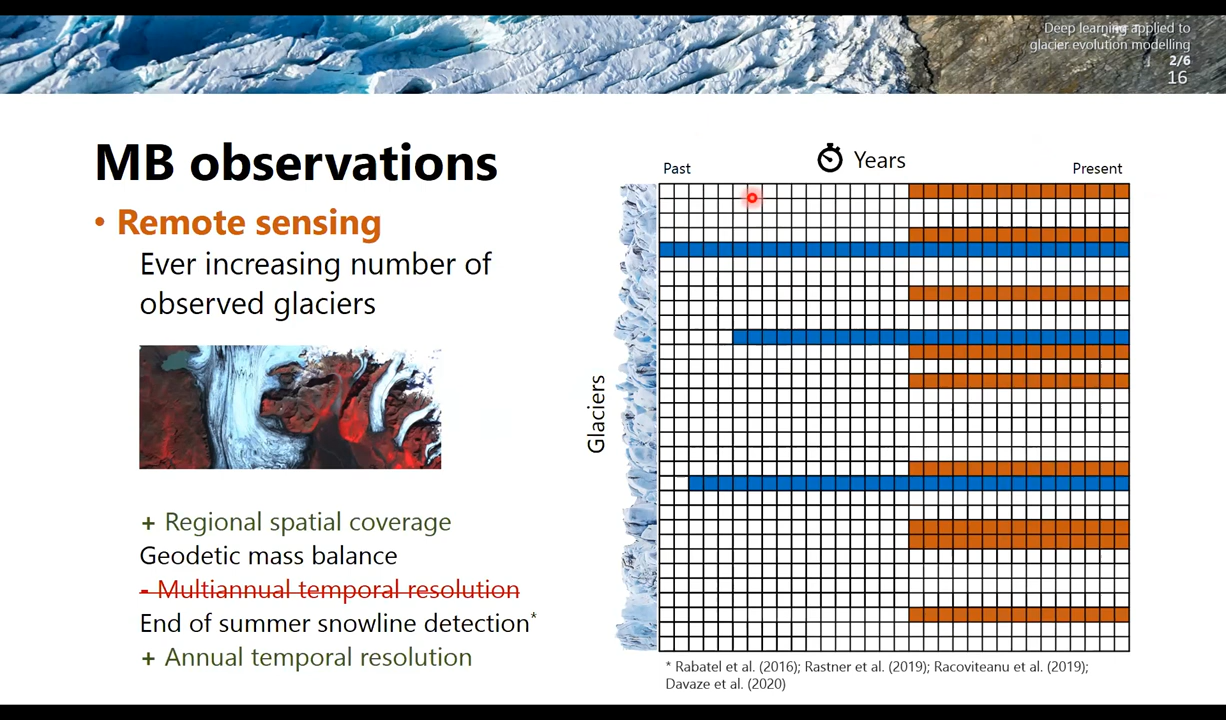 Deep learning applied to
glacier evolution modelling
2/6
16
MB observations
• Remote sensing
Ever increasing number of
observed glaciers
+ Regional spatial coverage
Geodetic mass balance
- Multiannual temporal resolution
End of summer snowline detection*
+ Annual temporal resolution
Years
Past
Present
Glaciers
* Rabatel et al. (2016); Rastner et al. (2019); Racoviteanu et al. (2019);
Davaze et al. (2020)